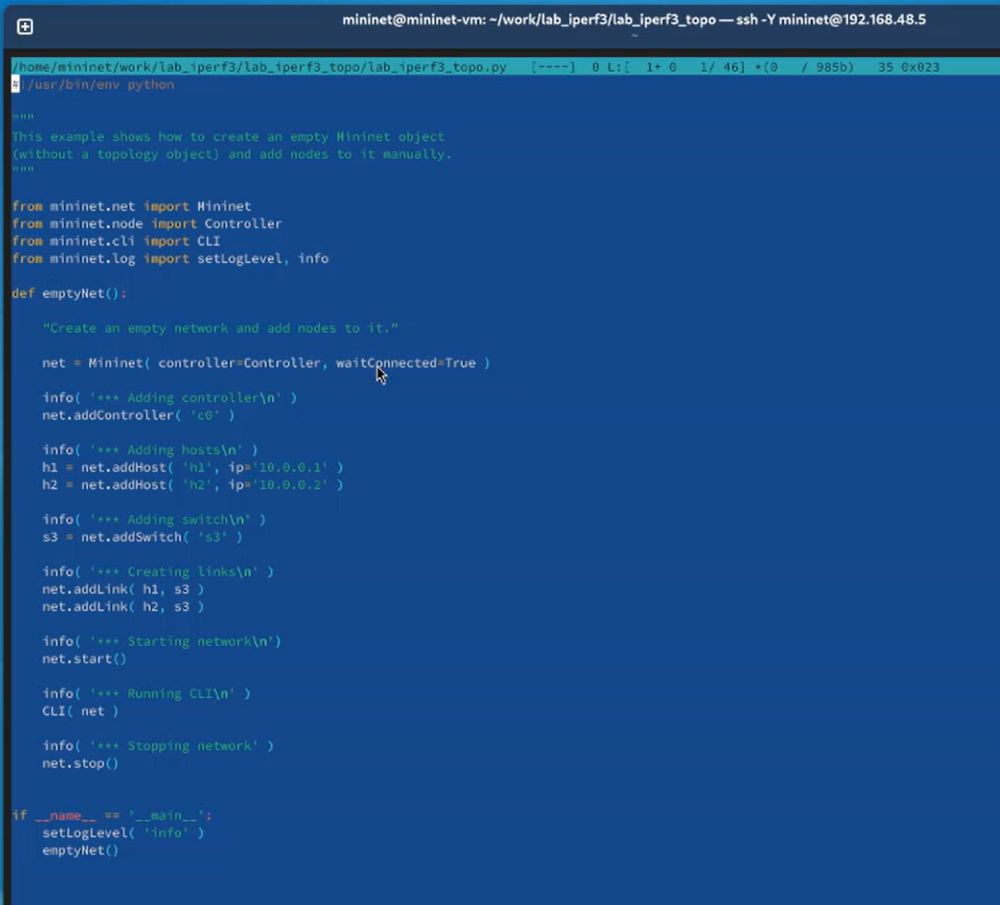 mininet@mininet-vm: ~/work/lab_iperf3/lab_iperf3_topo — ssh -Y mininet@192.168.48.5
~
/home/mininet/work/lab_iperf3/lab_iperf3_topo/lab_iperf3_topo.py   [----]  0 L:[  1+ 0   1/ 46] *(0   / 985b)   35 0x023
#!/usr/bin/env python
"""
This example shows how to create an empty Mininet object
(without a topology object) and add nodes to it manually.
"""
from mininet.net import Mininet
from mininet.node import Controller
from mininet.cli import CLI
from mininet.log import setLogLevel, info
def emptyNet():
    "Create an empty network and add nodes to it."
    net = Mininet( controller=Controller, waitConnected=True )
    info( '*** Adding controller\n' )
    net.addController( 'c0' )
    info( '*** Adding hosts\n' )
    h1 = net.addHost( 'h1', ip='10.0.0.1' )
    h2 = net.addHost( 'h2', ip='10.0.0.2' )
    info( '*** Adding switch\n' )
    s3 = net.addSwitch( 's3' )
    info( '*** Creating links\n' )
    net.addLink( h1, s3 )
    net.addLink( h2, s3 )
    info( '*** Starting network\n')
    net.start()
    info( '*** Running CLI\n' )
    CLI( net )
    info( '*** Stopping network' )
    net.stop()
if __name__ == '__main__':
    setLogLevel( 'info' )
    emptyNet()